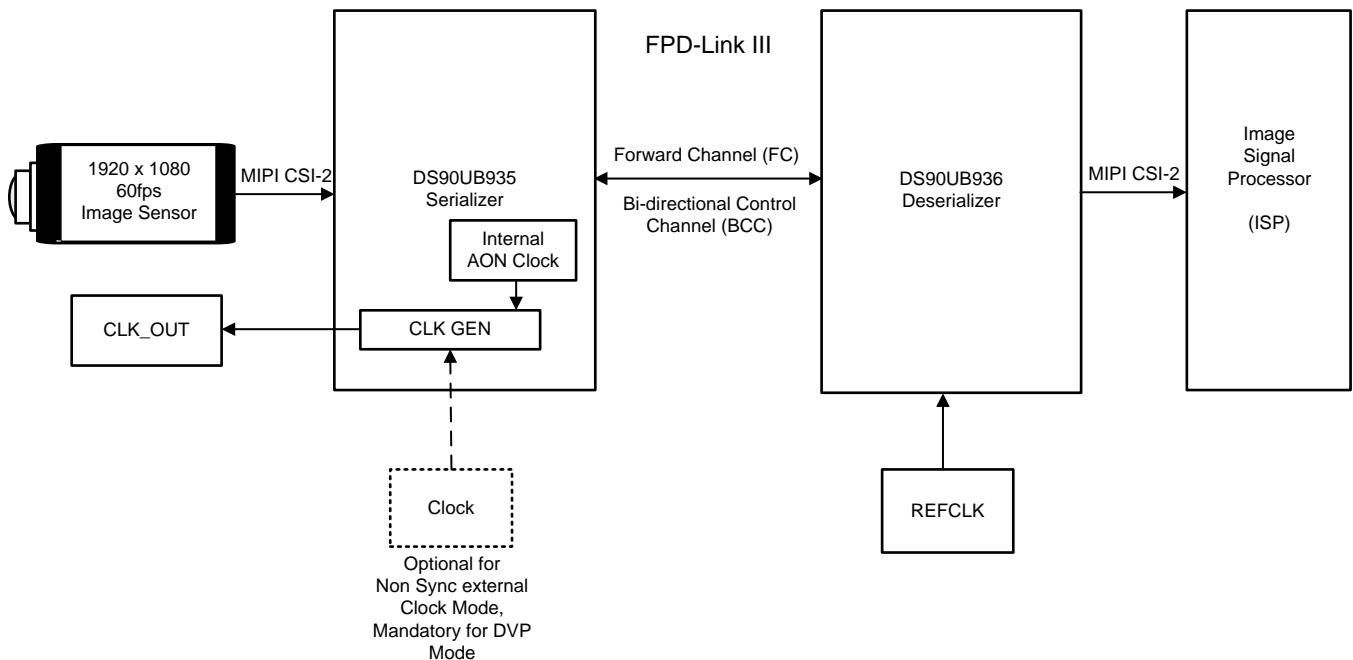 FPD-Link III
1920 x 1080
60fps
Image Sensor
MIPI CSI-2
DS90UB935
Serializer
Internal
AON Clock
CLK GEN
CLK_OUT
Clock
Optional for
Non Sync external
Clock Mode,
Mandatory for DVP
Mode
Forward Channel (FC)
Bi-directional Control
Channel (BCC)
DS90UB936
Deserializer
REFCLK
MIPI CSI-2
Image
Signal
Processor
(ISP)